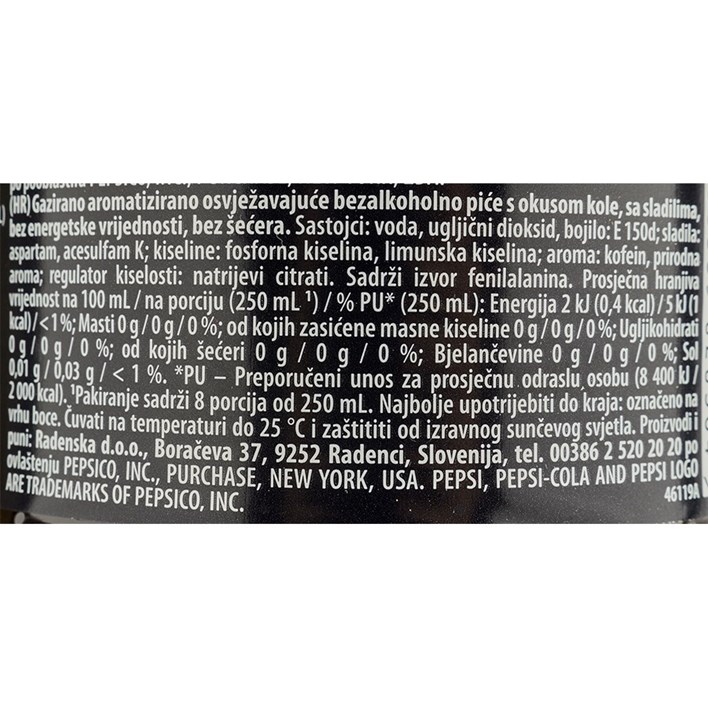 (HR) Gazirano aromatizirano osvježavajuće bezalkoholno piće s okusom kole, sa sladilima,
bez energetske vrijednosti, bez šećera. Sastojci: voda, ugljični dioksid, bojilo: E 150d; sladila:
aspartam, acesulfam K; kiseline: fosforna kiselina, limunska kiselina; aroma: kofein, prirodna
aroma; regulator kiselosti: natrijevi citrati. Sadrži izvor fenilalanina. Prosječna hranjiva
vrijednost na 100 mL / na porciju (250 mL ¹) / % PU* (250 mL): Energija 2 kJ (0,4 kcal) / 5 kJ (1
kcal) / < 1 %; Masti 0 g / 0 g / 0 %; od kojih zasićene masne kiseline 0 g / 0 g / 0 %; Ugljikohidrati
0 g / 0 g / 0 %; od kojih šećeri 0 g / 0 g / 0 %; Bjelančevine 0 g / 0 g / 0 %; Sol
0,01 g / 0,03 g / < 1 %. *PU – Preporučeni unos za prosječnu odraslu osobu (8 400 kJ /
2 000 kcal). ¹Pakiranje sadrži 8 porcija od 250 mL. Najbolje upotrijebiti do kraja: označeno na
vrhu boce. Čuvati na temperaturi do 25 °C i zaštititi od izravnog sunčevog svjetla. Proizvodi i
puni: Radenska d.o.o., Boračeva 37, 9252 Radenci, Slovenija, tel. 00386 2 520 20 20 po
ovlaštenju PEPSICO, INC., PURCHASE, NEW YORK, USA. PEPSI, PEPSI-COLA AND PEPSI LOGO
ARE TRADEMARKS OF PEPSICO, INC.
46119A